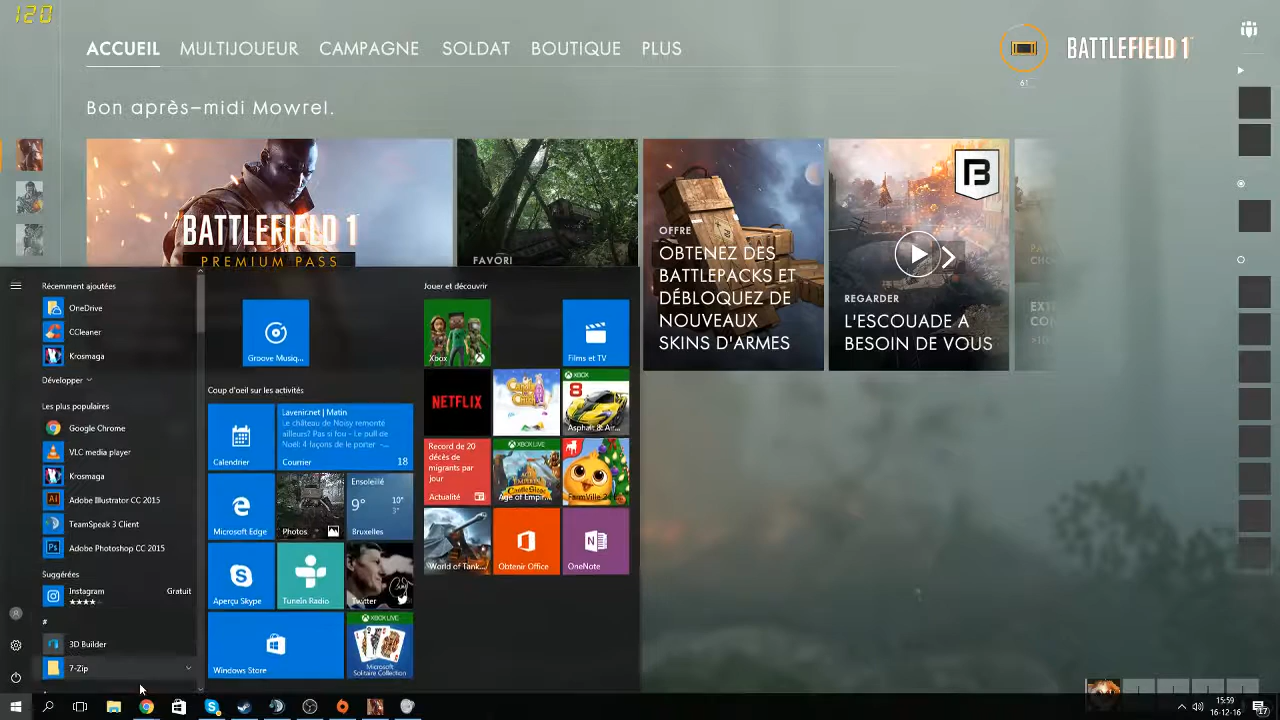 120
ACCUEIL MULTIJOUEUR CAMPAGNE SOLDAT BOUTIQUE PLUS
BATTLEFIELD 1
61
Bon après-midi Mowrel.
BATTLEFIELD 1
PREMIUM PASS
FAVORI
OFFRE
OBTENEZ DES
BATTLEPACKS ET
DÉBLOQUEZ DE
NOUVEAUX
SKINS D'ARMES
REGARDER
L'ESCOUADE A
BESOIN DE VOUS
Récemment ajoutées
OneDrive
CCleaner
Krosmaga
Développer
Les plus populaires
Google Chrome
VLC media player
Krosmaga
Adobe Illustrator CC 2015
TeamSpeak 3 Client
Adobe Photoshop CC 2015
Suggérées
Instagram Gratuit
#
3D Builder
7-Zip
Groove Musiq...
Coup d'oeil sur les activités
Calendrier
Lavenir.net | Matin
Le château de Noisy remonté
ailleurs? Pas si fou - Le pull de
Noël: 4 façons de le porter -...
Courrier 18
Microsoft Edge
Photos
Ensoleillé
9° 10°
3°
Bruxelles
Aperçu Skype
TuneIn Radio
Twitter
Windows Store
XBOX LIVE
Microsoft
Solitaire Collection
Jouer et découvrir
Xbox
Films et TV
NETFLIX
XBOX
8
Asphalt 8: Air...
Record de 20
décès de
migrants par
jour
Actualité
XBOX LIVE
Age of Empir...
FarmVille 2
World of Tank...
Obtenir Office
OneNote
15:59
16-12-16
17